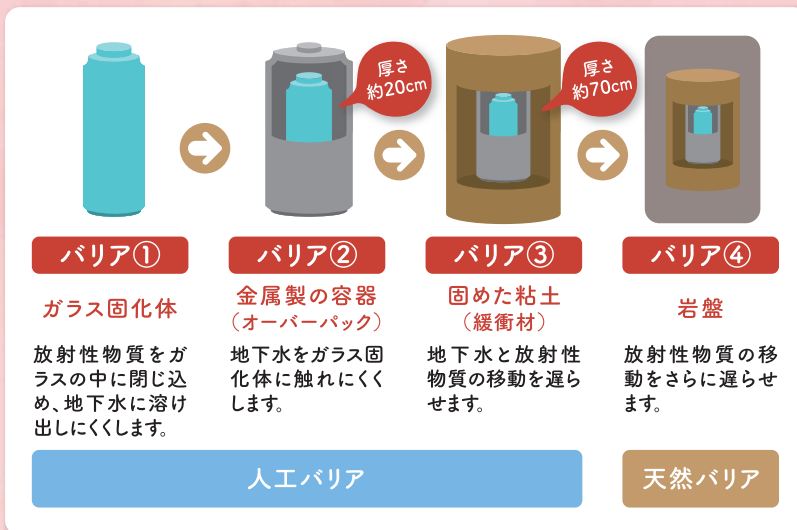 厚さ
約20cm
厚さ
約70cm
バリア①
ガラス固化体
放射性物質をガ
ラスの中に閉じ込
め、地下水に溶け
出しにくくします。
バリア②
金属製の容器
（オーバーパック）
地下水をガラス固
化体に触れにくく
します。
バリア③
固めた粘土
（緩衝材）
地下水と放射性
物質の移動を遅ら
せます。
バリア④
岩盤
放射性物質の移
動をさらに遅らせ
ます。
人工バリア
天然バリア